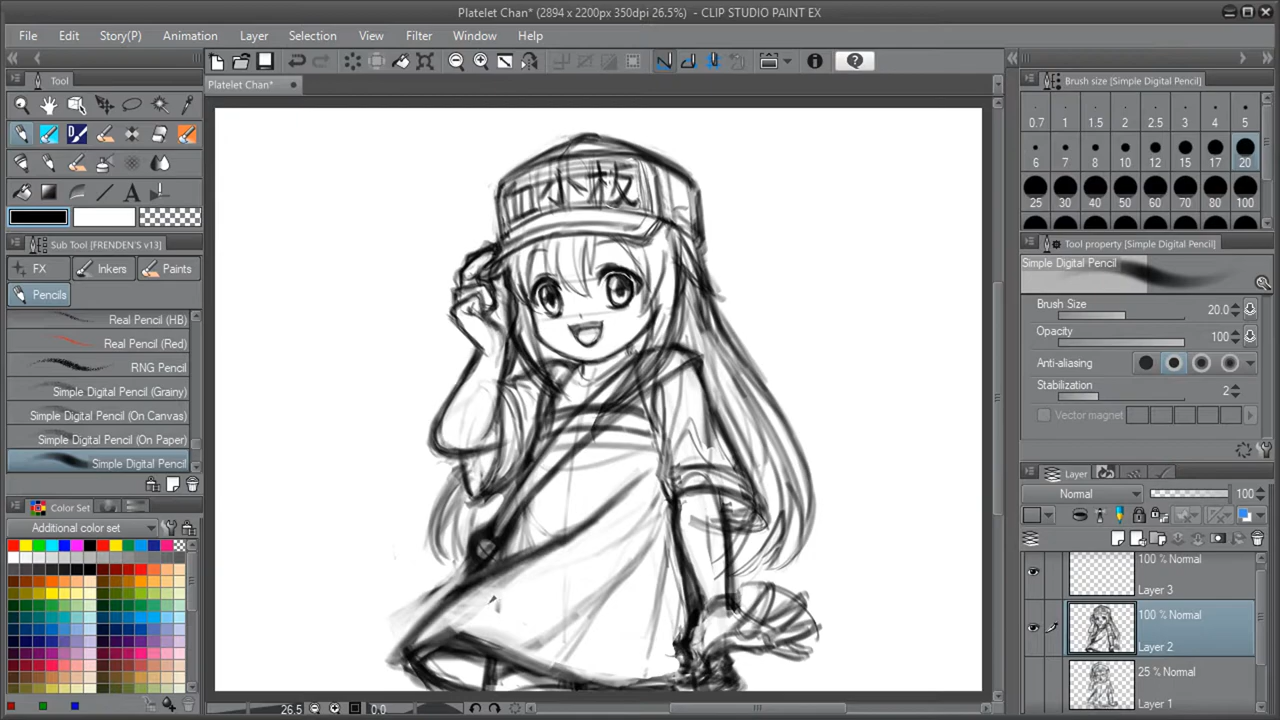 Platelet Chan* (2894 x 2200px 350dpi 26.5%) - CLIP STUDIO PAINT EX
File Edit Story(P) Animation Layer Selection View Filter Window Help
Platelet Chan*
Tool
Sub Tool [FRENDEN'S v13]
FX Inkers Paints
Pencils
Real Pencil (HB)
Real Pencil (Red)
RNG Pencil
Simple Digital Pencil (Grainy)
Simple Digital Pencil (On Canvas)
Simple Digital Pencil (On Paper)
Simple Digital Pencil
Color Set
Additional color set
小板
26.5 0.0
Brush size [Simple Digital Pencil]
0.7 1 1.5 2 2.5 3 4 5
6 7 8 10 12 15 17 20
25 30 40 50 60 70 80 100
Tool property [Simple Digital Pencil]
Simple Digital Pencil
Brush Size 20.0
Opacity 100
Anti-aliasing
Stabilization 2
Vector magnet
Layer
Normal 100
100 % Normal
Layer 3
100 % Normal
Layer 2
25 % Normal
Layer 1